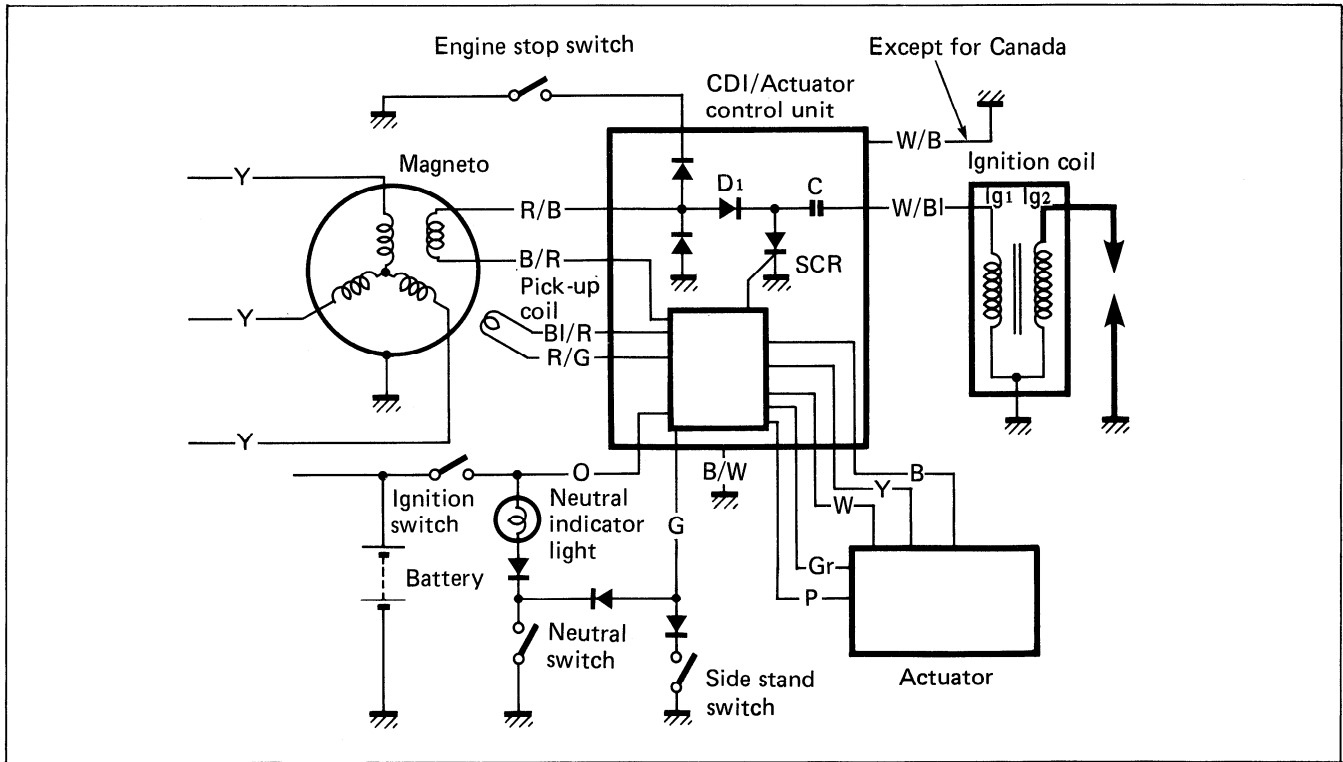 Engine stop switch
Except for Canada
CDI/Actuator
control unit
W/B
Magneto
Ignition coil
Y
D1
C
Ig1 Ig2
R/B
W/Bl
B/R
SCR
Pick-up
coil
Bl/R
Y
R/G
Y
O
B/W
B
Ignition
switch
Neutral
indicator
light
Y
W
G
Battery
Gr
P
Neutral
switch
Side stand
switch
Actuator